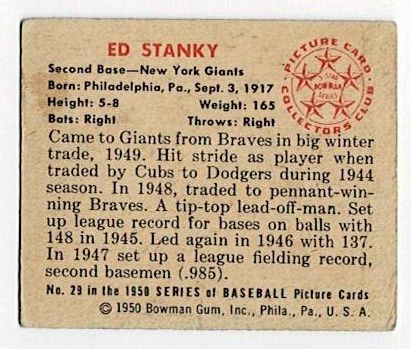 ED STANKY
Second Base—New York Giants
Born: Philadelphia, Pa., Sept. 3, 1917
Height: 5-8 Weight: 165
Bats: Right Throws: Right
PICTURE CARD
5-STAR
BOWMAN
SERIES
COLLECTORS CLUB
Came to Giants from Braves in big winter
trade, 1949. Hit stride as player when
traded by Cubs to Dodgers during 1944
season. In 1948, traded to pennant-win-
ning Braves. A tip-top lead-off-man. Set
up league record for bases on balls with
148 in 1945. Led again in 1946 with 137.
In 1947 set up a league fielding record,
second basemen (.985).
No. 29 in the 1950 SERIES of BASEBALL Picture Cards
© 1950 Bowman Gum, Inc., Phila., Pa., U. S. A.